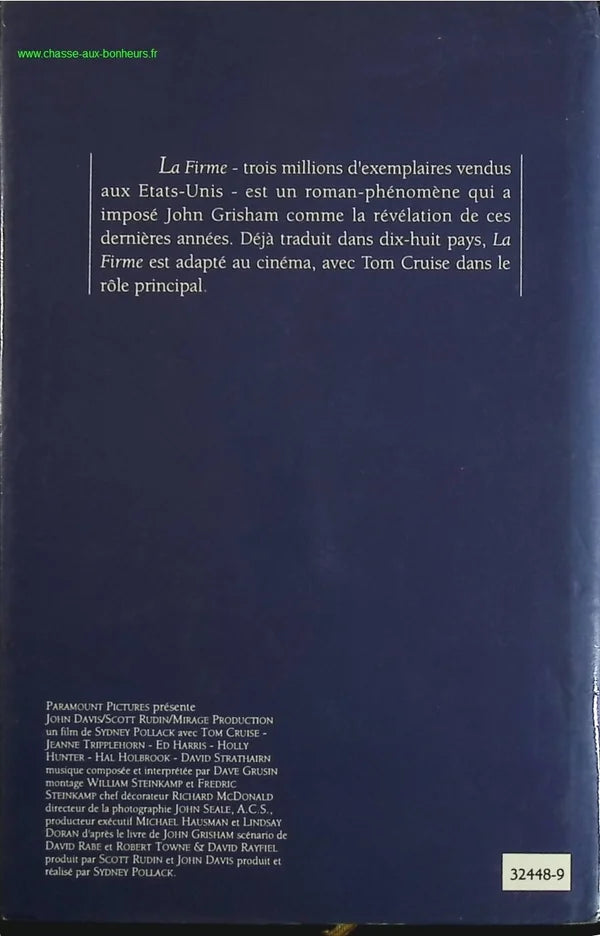 www.chasse-aux-bonheurs.fr
La Firme - trois millions d'exemplaires vendus
aux Etats-Unis - est un roman-phénomène qui a
imposé John Grisham comme la révélation de ces
dernières années. Déjà traduit dans dix-huit pays, La
Firme est adapté au cinéma, avec Tom Cruise dans le
rôle principal.
PARAMOUNT PICTURES présente
JOHN DAVIS/SCOTT RUDIN/MIRAGE PRODUCTION
un film de SYDNEY POLLACK avec TOM CRUISE -
JEANNE TRIPPLEHORN - ED HARRIS - HOLLY
HUNTER - HAL HOLBROOK - DAVID STRATHAIRN
musique composée et interprétée par DAVE GRUSIN
montage WILLIAM STEINKAMP et FREDRIC
STEINKAMP chef décorateur RICHARD MCDONALD
directeur de la photographie JOHN SEALE, A.C.S.,
producteur exécutif MICHAEL HAUSMAN et LINDSAY
DORAN d'après le livre de JOHN GRISHAM scénario de
DAVID RABE et ROBERT TOWNE & DAVID RAYFIEL
produit par SCOTT RUDIN et JOHN DAVIS produit et
réalisé par SYDNEY POLLACK.
32448-9